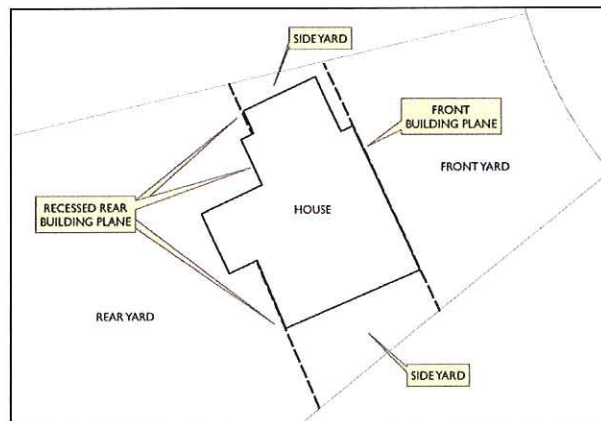 SIDE YARD
FRONT
BUILDING PLANE
FRONT YARD
RECESSED REAR
BUILDING PLANE
HOUSE
REAR YARD
SIDE YARD